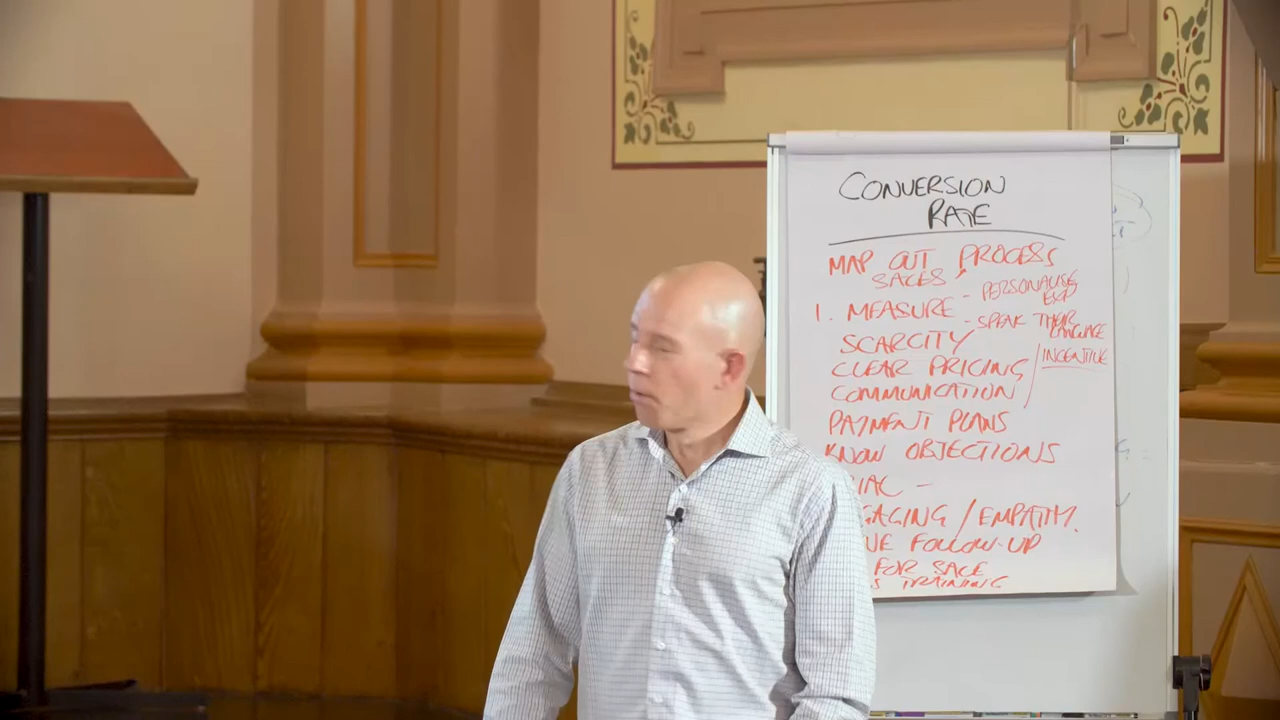 CONVERSION
RATE
MAP OUT PROCESS
SALES
PERSONALISE
EXP
1. MEASURE -
- SPEAK THEIR
LANGUAGE
SCARCITY
/ INCENTIVE
CLEAR PRICING
COMMUNICATION
PAYMENT PLANS
KNOW OBJECTIONS
GAGING / EMPATHY.
FOLLOW-UP
FOR SALE
TRAINING